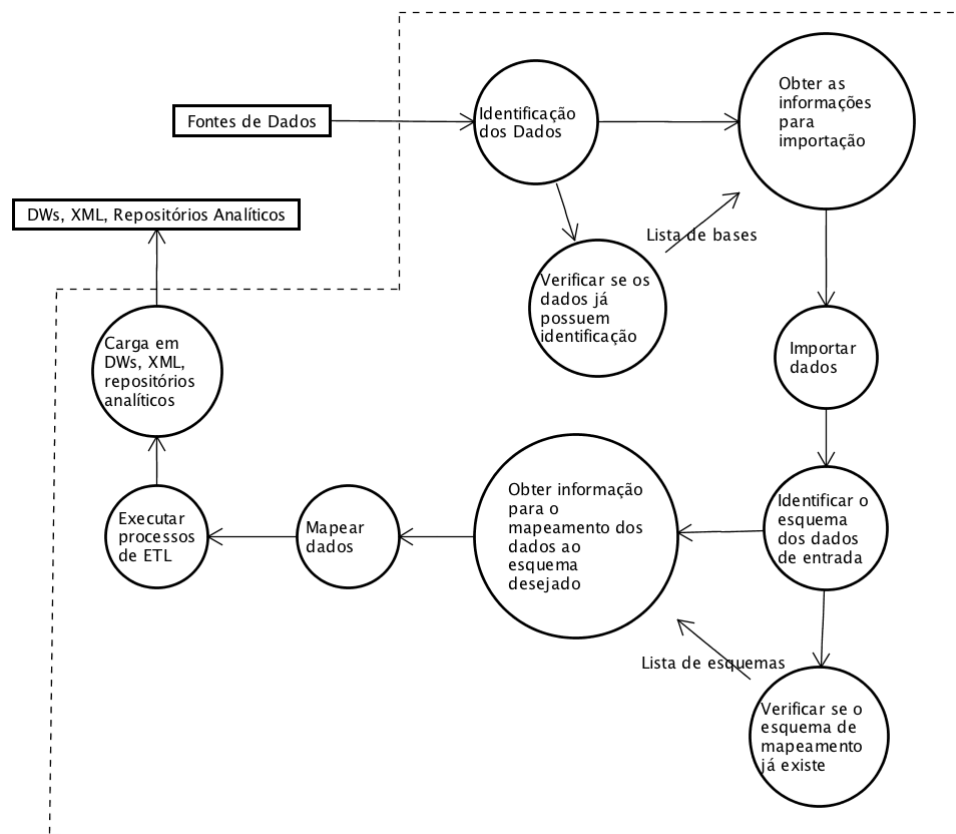 Fontes de Dados
Identificação
dos Dados
Obter as
informações
para
importação
DWs, XML, Repositórios Analíticos
Lista de bases
Verificar se os
dados já
possuem
identificação
Importar
dados
Carga em
DWs, XML,
repositórios
analíticos
Identificar o
esquema
dos dados
de entrada
Obter informação
para o
mapeamento dos
dados ao
esquema
desejado
Mapear
dados
Executar
processos
de ETL
Lista de esquemas
Verificar se o
esquema de
mapeamento
já existe